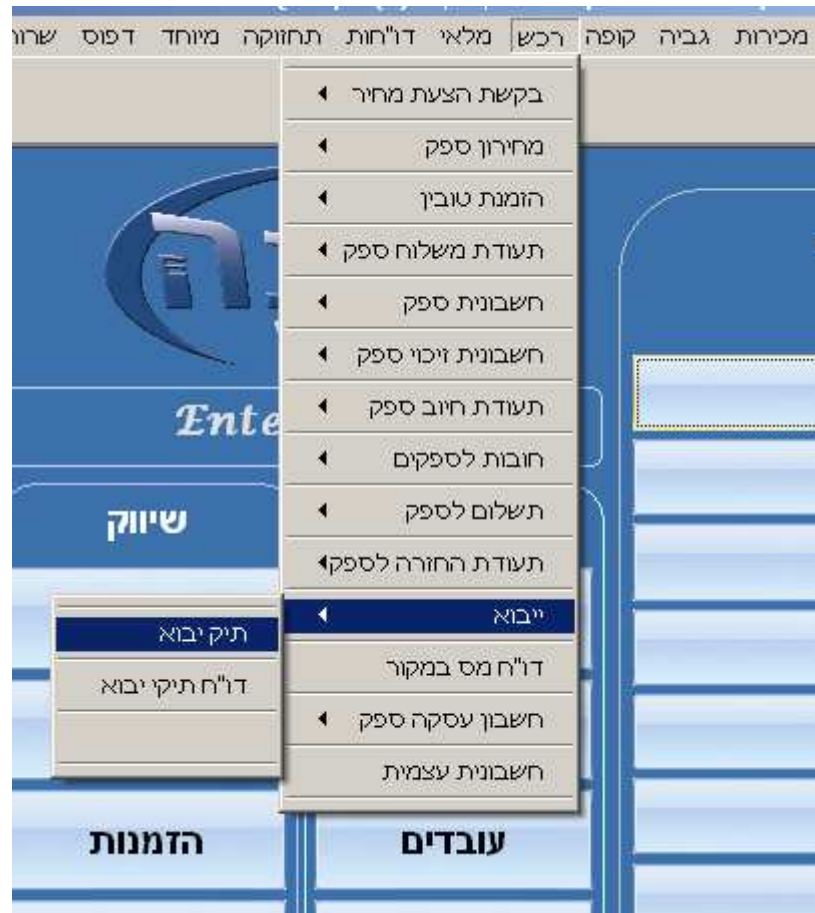 מכירות גביה קופה רכש מלאי דו"חות תחזוקה מיוחד דפוס
בקשת הצעת מחיר
מחירון ספק
הזמנת טובין
תעודת משלוח ספק
חשבונית ספק
חשבונית זיכוי ספק
תעודת חיוב ספק
חובות לספקים
תשלום לספק
תעודת החזרה לספק
ייבוא
דו"ח מס במקור
חשבון עסקה ספק
חשבונית עצמית
תיק יבוא
דו"ח תיקי יבוא
Ente
שיווק
הזמנות
עובדים